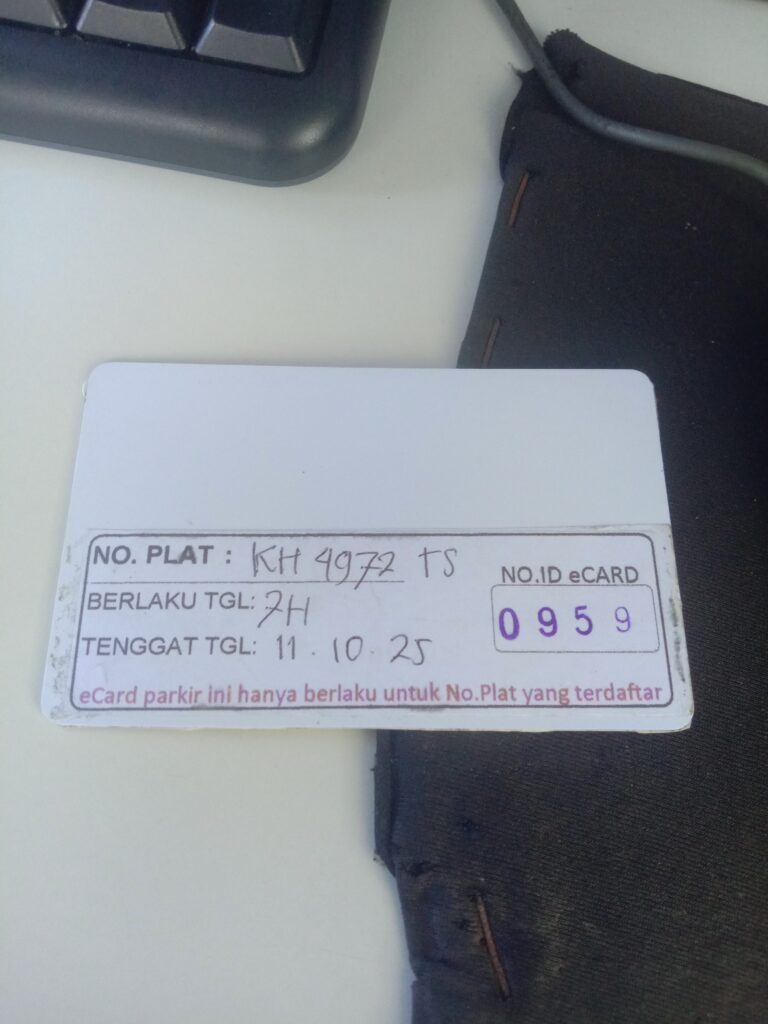 NO. PLAT : KH 4972 TS
BERLAKU TGL: 7H
TENGGAT TGL: 11 . 10 . 25
NO.ID eCARD
0959
eCard parkir ini hanya berlaku untuk No.Plat yang terdaftar